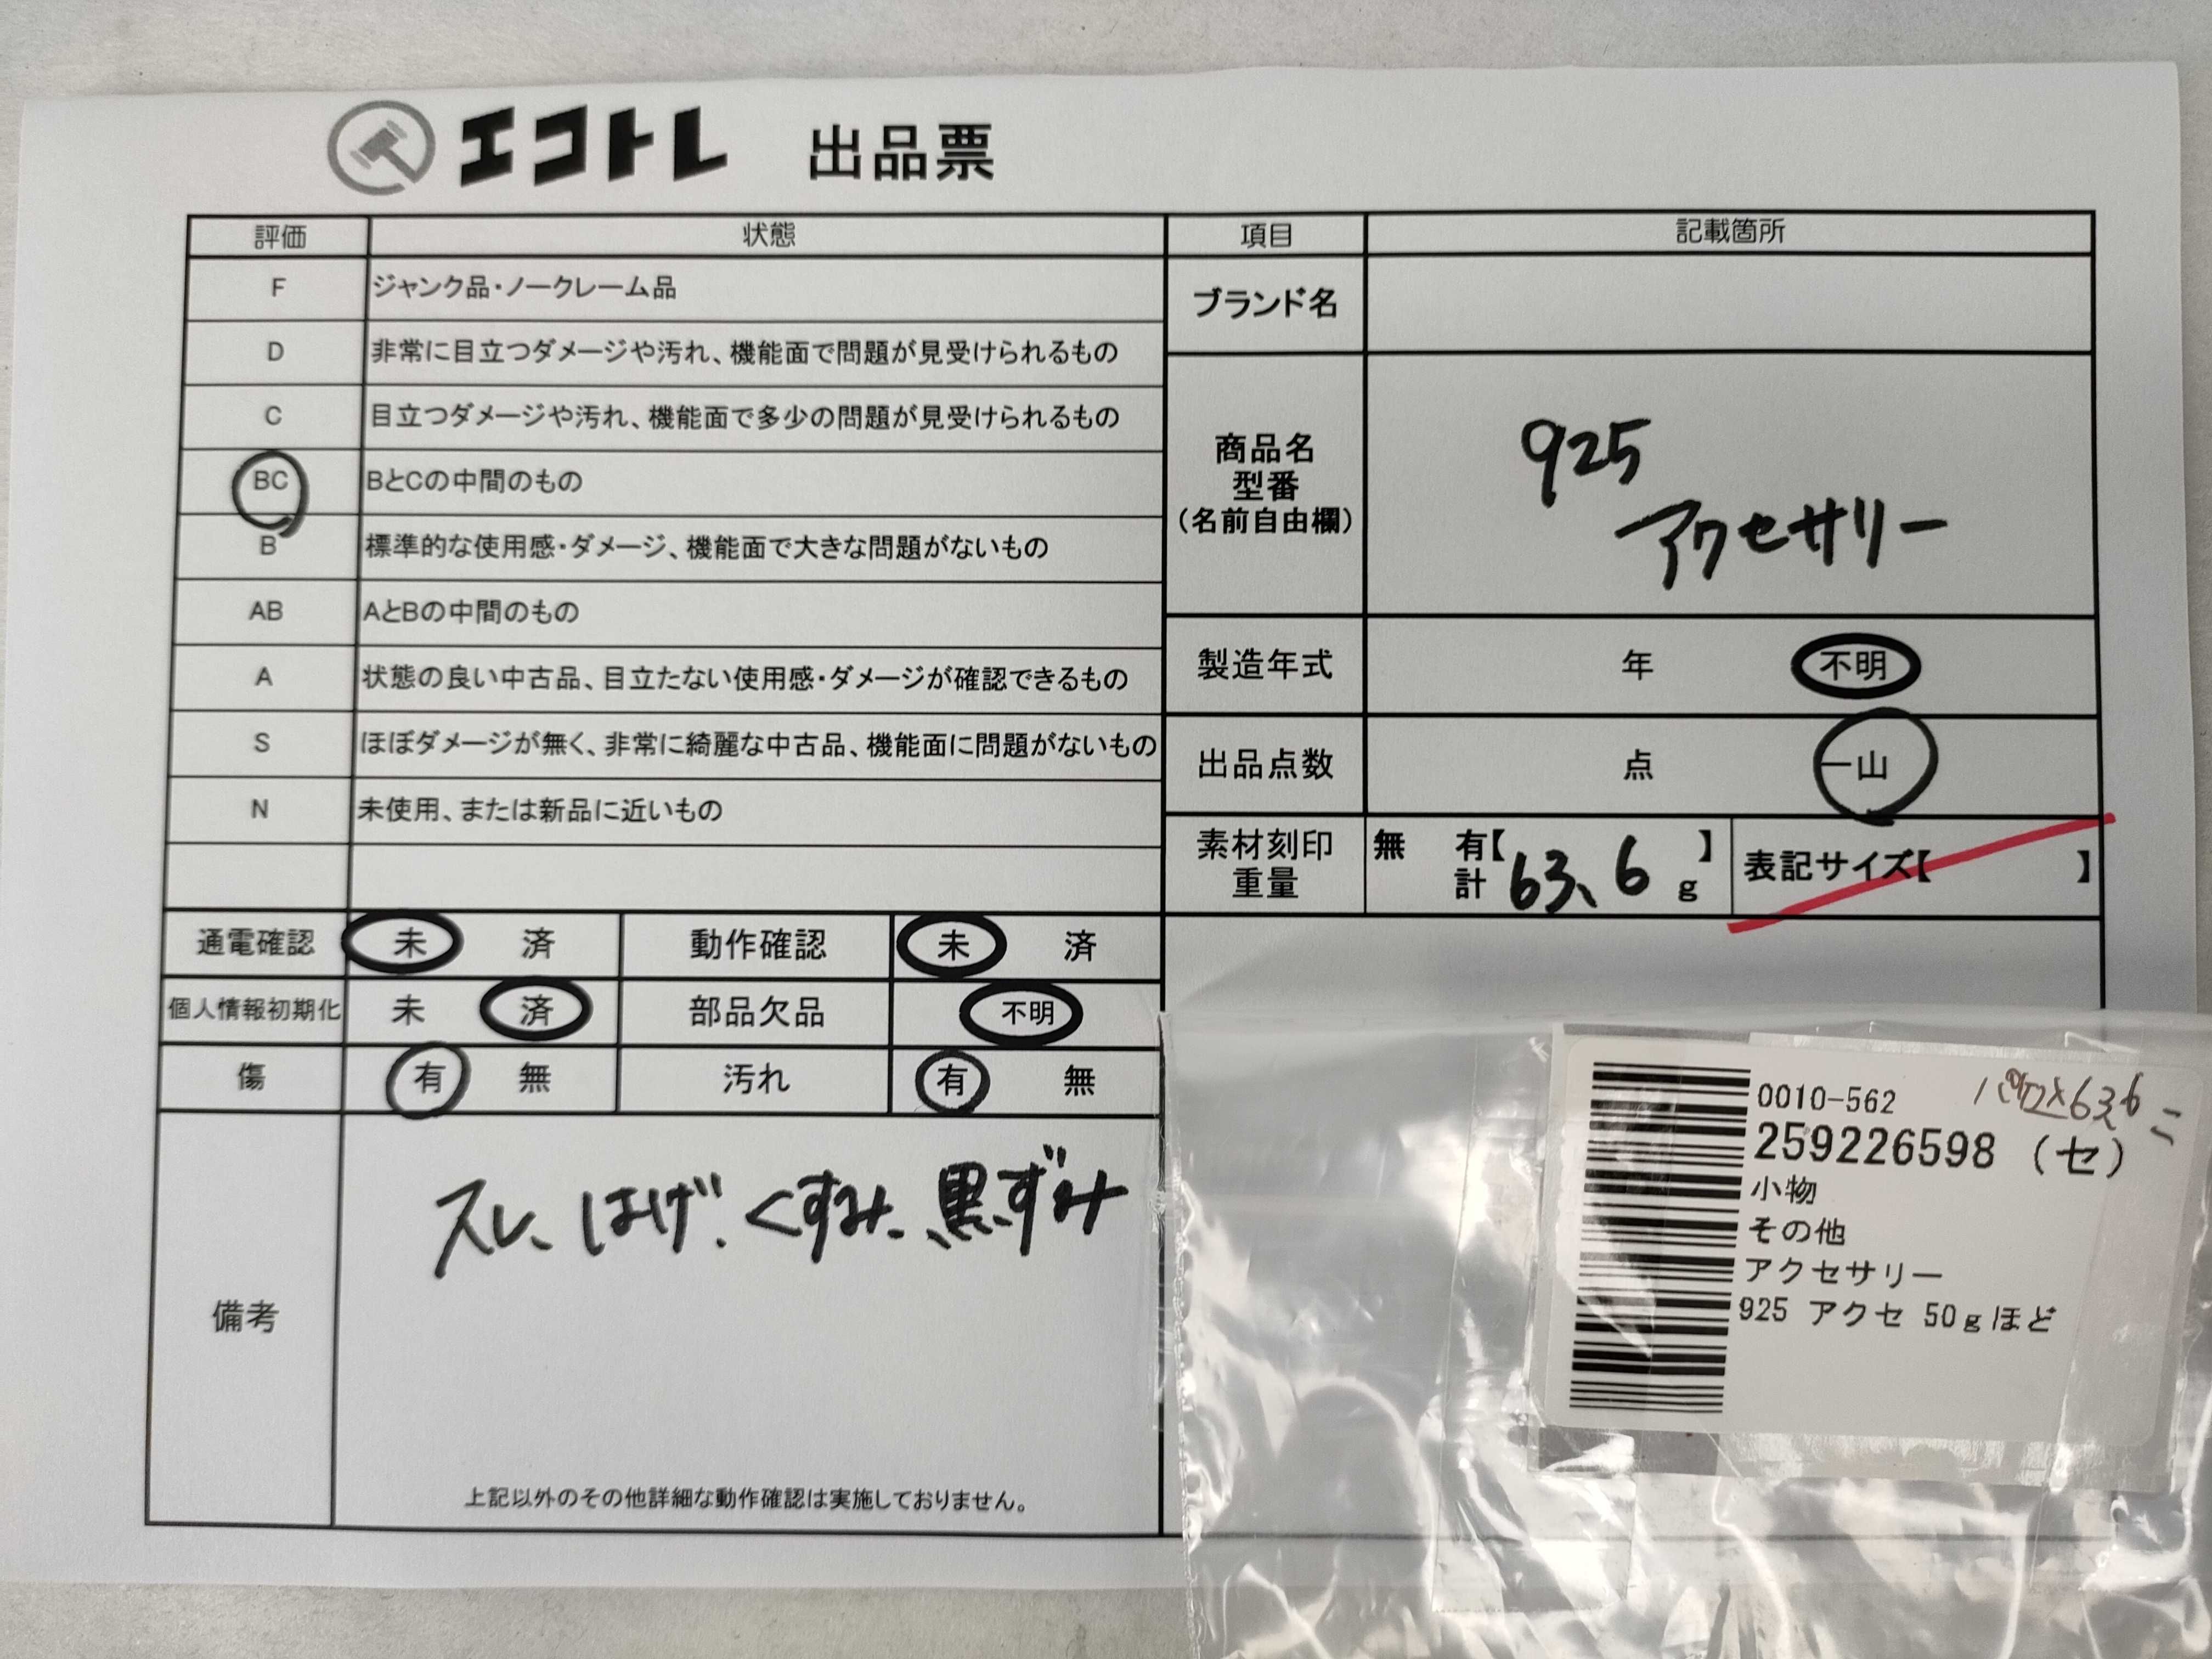 エコトレ 出品票
評価 状態
F ジャンク品・ノークレーム品
D 非常に目立つダメージや汚れ、機能面で問題が見受けられるもの
C 目立つダメージや汚れ、機能面で多少の問題が見受けられるもの
BC BとCの中間のもの
B 標準的な使用感・ダメージ、機能面で大きな問題がないもの
AB AとBの中間のもの
A 状態の良い中古品、目立たない使用感・ダメージが確認できるもの
S ほぼダメージが無く、非常に綺麗な中古品、機能面に問題がないもの
N 未使用、または新品に近いもの
通電確認 未 済 動作確認 未 済
個人情報初期化 未 済 部品欠品 不明
傷 有 無 汚れ 有 無
備考
スレ、はげ、くすみ、黒ずみ
上記以外のその他詳細な動作確認は実施しておりません。
項目 記載箇所
ブランド名
商品名
型番
（名前自由欄）
925
アクセサリー
製造年式 年 不明
出品点数 点 一山
素材刻印 無 有【 】
重量 計 63、6 g
表記サイズ【 】
0010-562
259226598 (セ)
小物
その他
アクセサリー
925 アクセ 50gほど